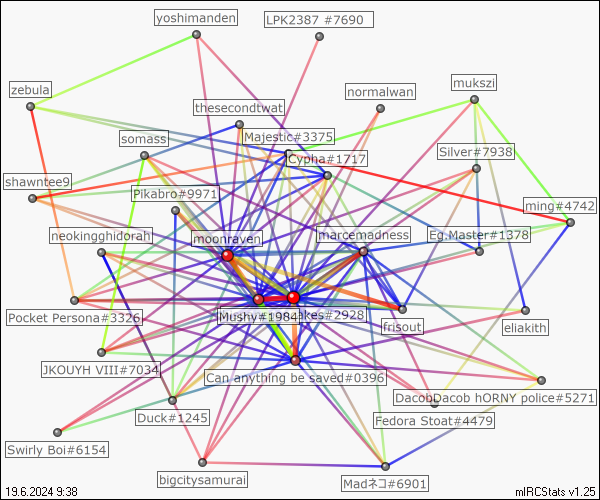 yoshimanden
LPK2387 #7690
zebula
mukszi
normalwan
thesecondtwat
somass
Majestic#3375
Cypha#1717
Silver#7938
shawntee9
Pikabro#9971
ming#4742
neokingghidorah
moonraven
marcemadness
Eg.Master#1378
Pocket Persona#3326
Mushy#1984
kes#2928
frisout
eliakith
JKOUYH VIII#7034
Can anything be saved#0396
DacobDacob hORNY police#5271
Duck#1245
Fedora Stoat#4479
Swirly Boi#6154
bigcitysamurai
Madネコ#6901
19.6.2024 9:38
mIRCStats v1.25